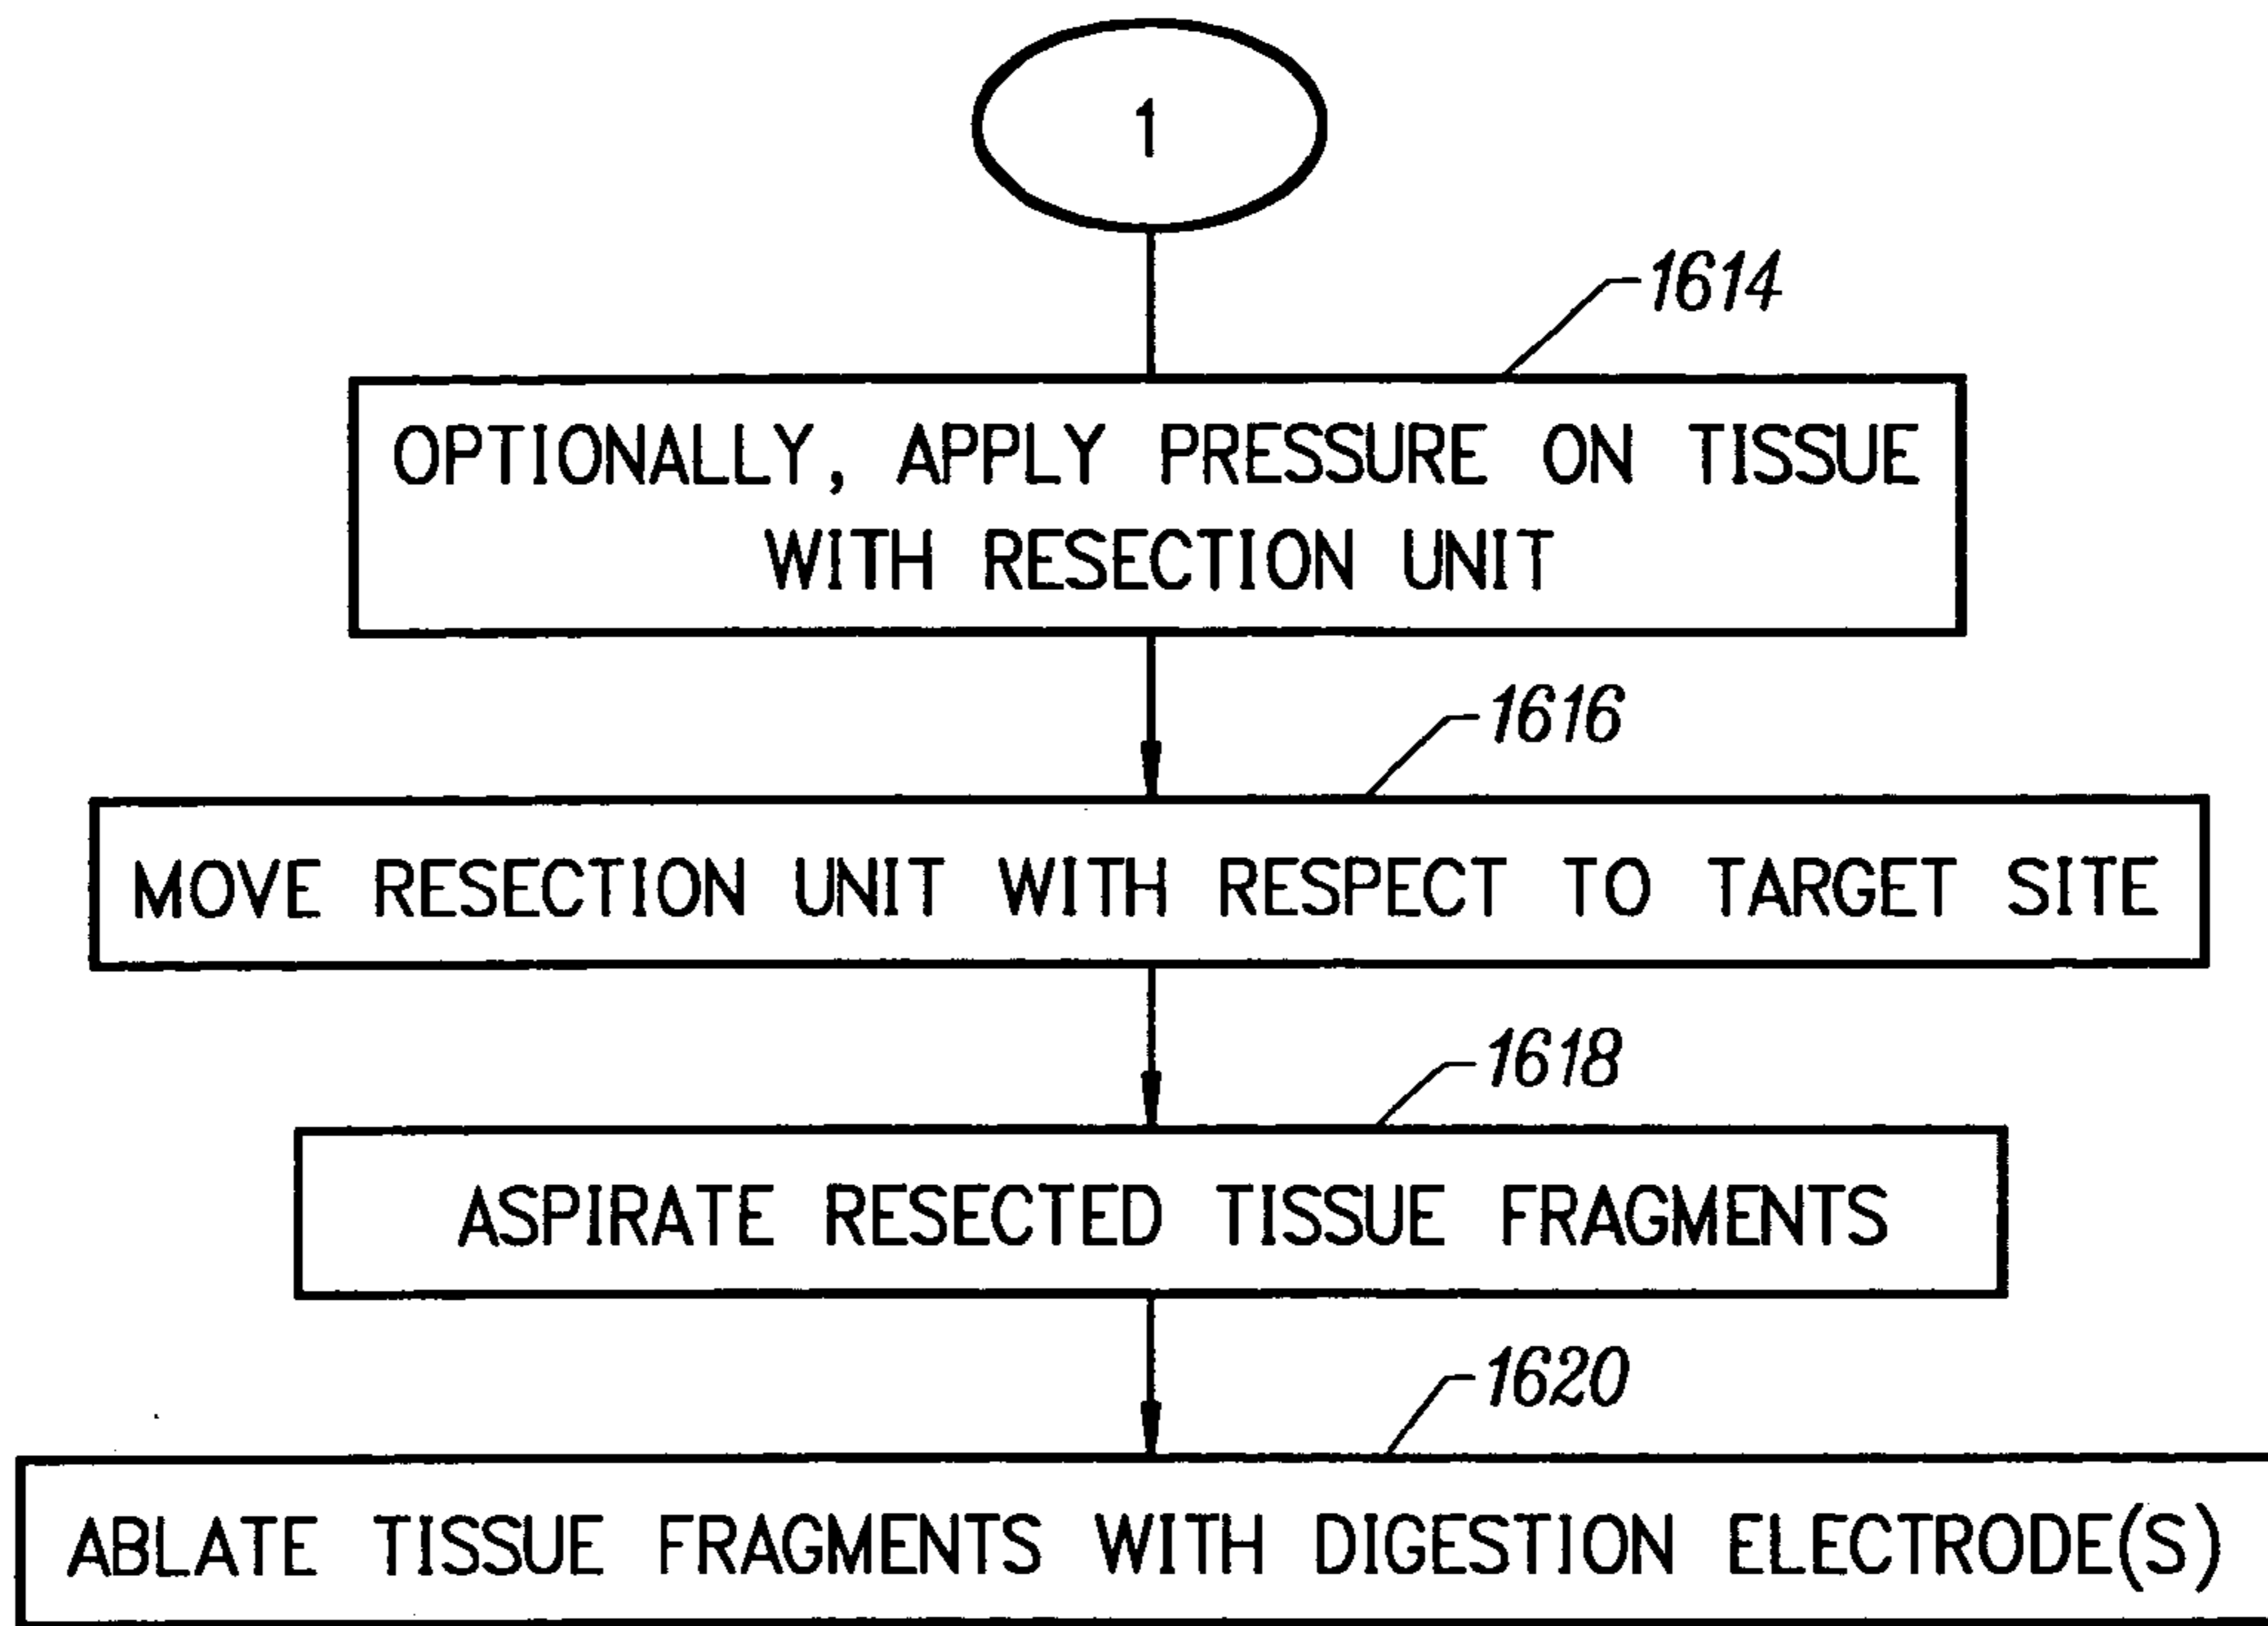 1
1614
OPTIONALLY, APPLY PRESSURE ON TISSUE
WITH RESECTION UNIT
1616
MOVE RESECTION UNIT WITH RESPECT TO TARGET SITE
1618
ASPIRATE RESECTED TISSUE FRAGMENTS
1620
ABLATE TISSUE FRAGMENTS WITH DIGESTION ELECTRODE(S)